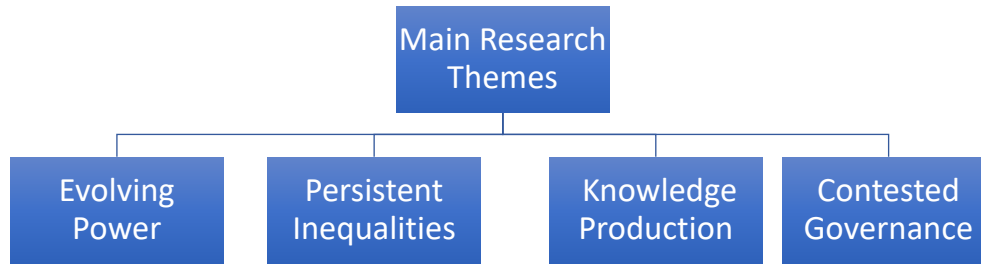 Main Research
Themes
Evolving
Power
Persistent
Inequalities
Knowledge
Production
Contested
Governance